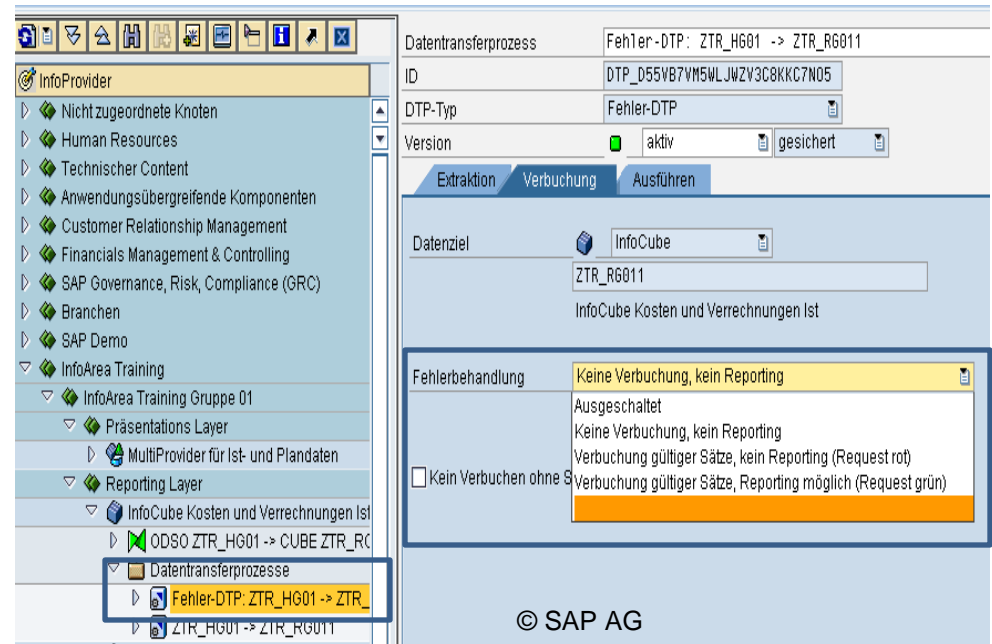 InfoProvider
Nicht zugeordnete Knoten
Human Resources
Technischer Content
Anwendungsübergreifende Komponenten
Customer Relationship Management
Financials Management & Controlling
SAP Governance, Risk, Compliance (GRC)
Branchen
SAP Demo
InfoArea Training
InfoArea Training Gruppe 01
Präsentations Layer
MultiProvider für Ist- und Plandaten
Reporting Layer
InfoCube Kosten und Verrechnungen Ist
ODSO ZTR_HG01 -> CUBE ZTR_RG
Datentransferprozesse
Fehler-DTP: ZTR_HG01 -> ZTR_
ZTR_HG01 -> ZTR_RG011
Datentransferprozess Fehler-DTP: ZTR_HG01 -> ZTR_RG011
ID DTP_D55VB7VM5WLJWZV3C8KKC7NO5
DTP-Typ Fehler-DTP
Version aktiv gesichert
Extraktion Verbuchung Ausführen
Datenziel InfoCube
ZTR_RG011
InfoCube Kosten und Verrechnungen Ist
Fehlerbehandlung Keine Verbuchung, kein Reporting
Ausgeschaltet
Keine Verbuchung, kein Reporting
Verbuchung gültiger Sätze, kein Reporting (Request rot)
Kein Verbuchen ohne S Verbuchung gültiger Sätze, Reporting möglich (Request grün)
© SAP AG